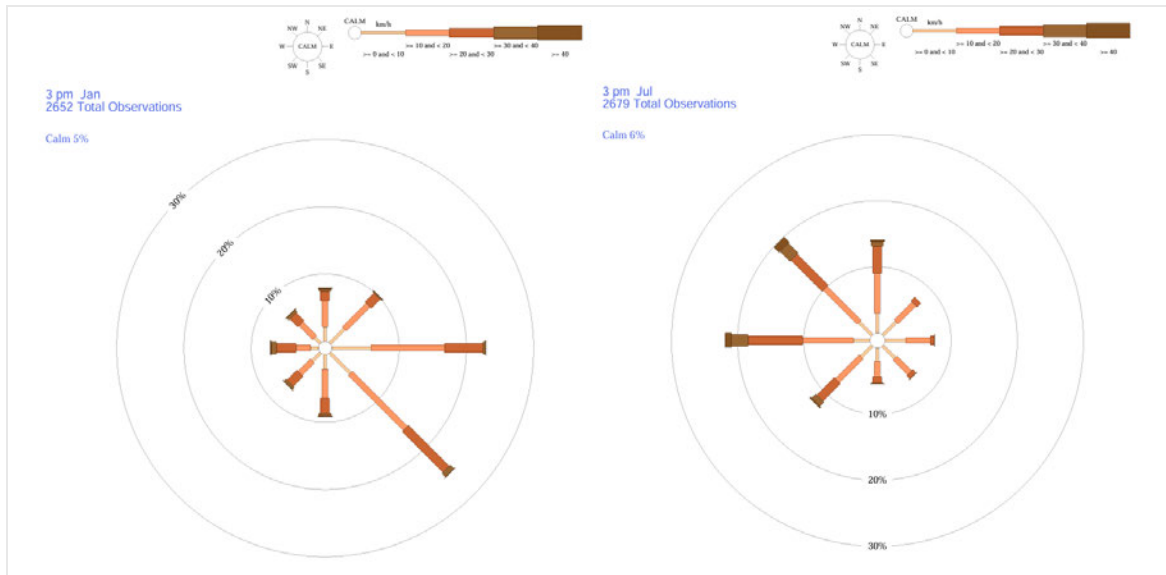 CALM km/h
N
NW NE
W CALM E
SW SE
S
>= 10 and < 20 >= 30 and < 40
>= 0 and < 10 >= 20 and < 30 >= 40
3 pm Jan
2652 Total Observations
Calm 5%
30%
20%
10%
CALM km/h
N
NW NE
W CALM E
SW SE
S
>= 10 and < 20 >= 30 and < 40
>= 0 and < 10 >= 20 and < 30 >= 40
3 pm Jul
2679 Total Observations
Calm 6%
10%
20%
30%